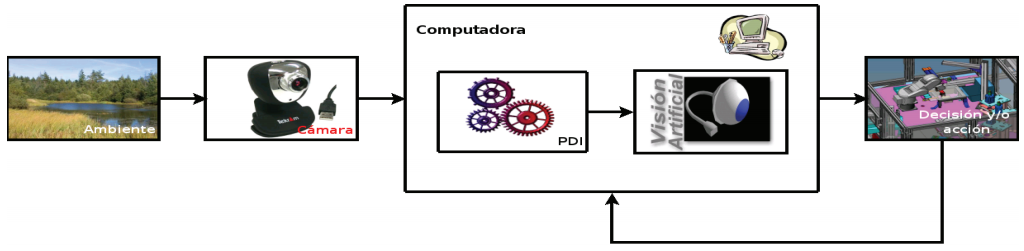 Computadora
Ambiente
Cámara
PDI
Visión
Artificial
Decisión y/o
acción